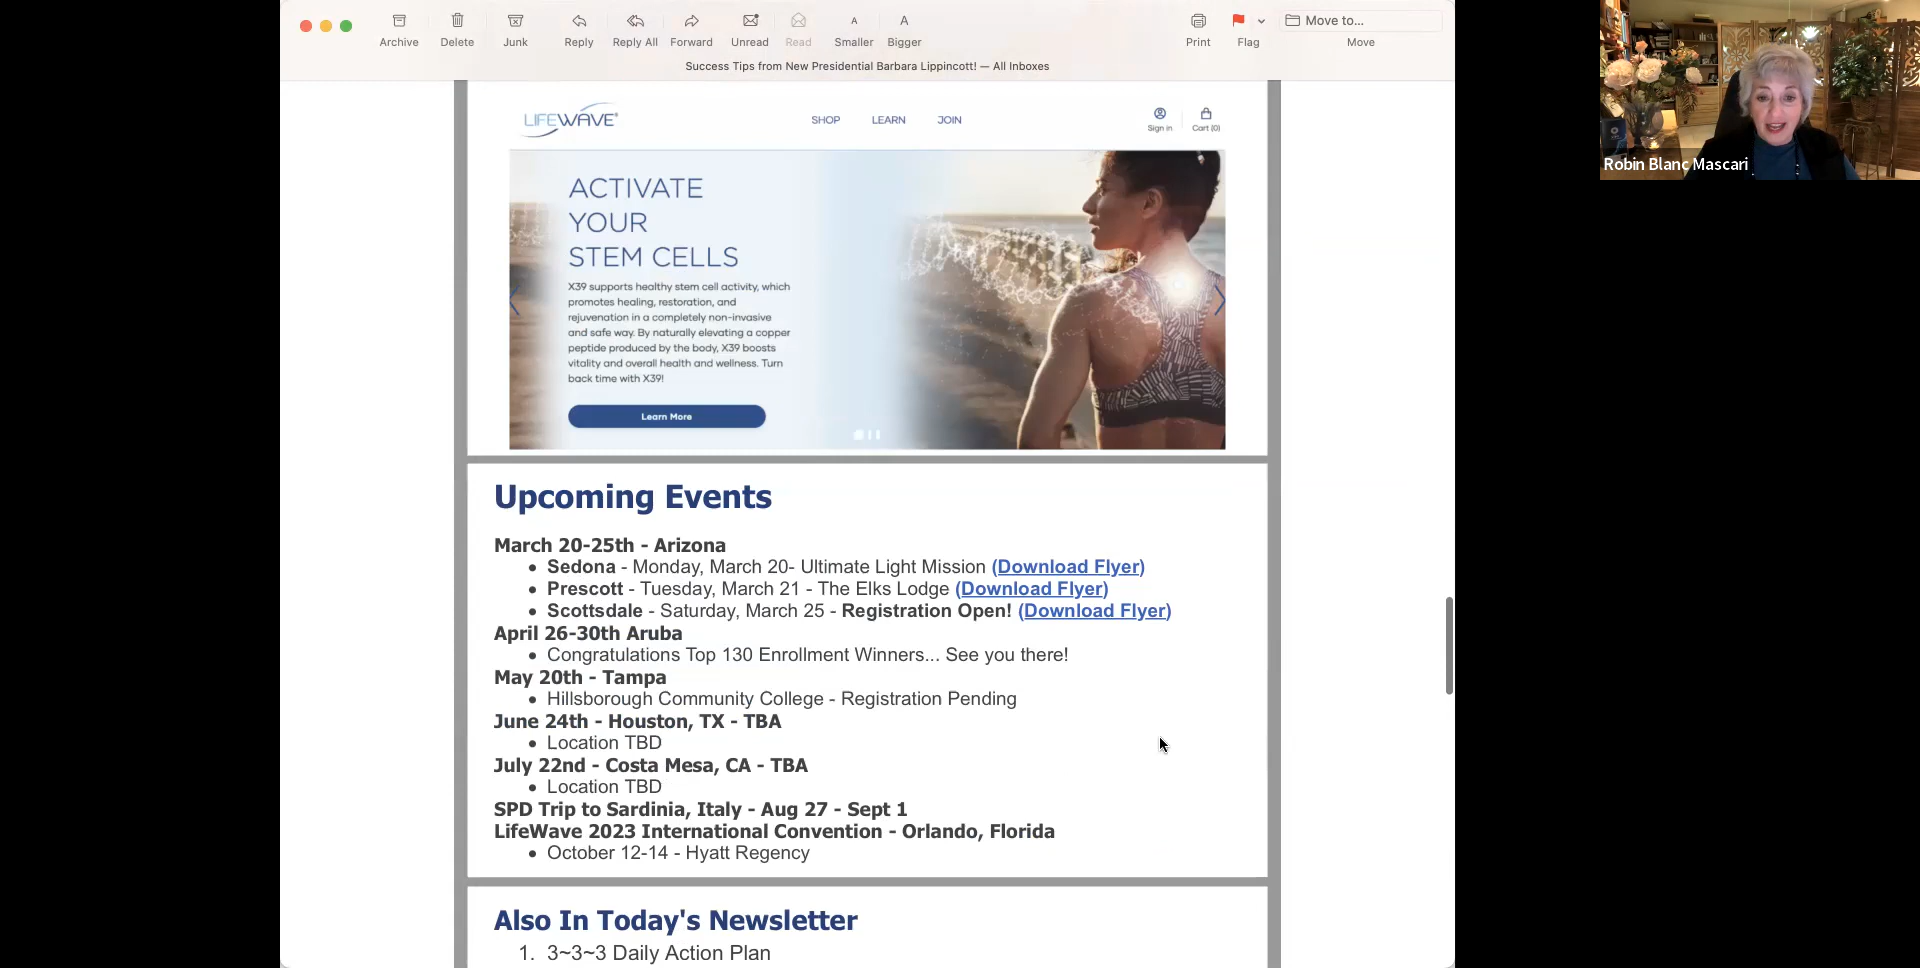 Archive
Delete
Junk
Reply
Reply All
Forward
Unread
Read
A
Smaller
A
Bigger
Print
Flag
Move to...
Move
Success Tips from New Presidential Barbara Lippincott! — All Inboxes
LIFEWAVE®
SHOP
LEARN
JOIN
Sign in
Cart (0)
ACTIVATE
YOUR
STEM CELLS
X39 supports healthy stem cell activity, which
promotes healing, restoration, and
rejuvenation in a completely non-invasive
and safe way. By naturally elevating a copper
peptide produced by the body, X39 boosts
vitality and overall health and wellness. Turn
back time with X39!
Learn More
Upcoming Events
March 20-25th - Arizona
• Sedona - Monday, March 20- Ultimate Light Mission (Download Flyer)
• Prescott - Tuesday, March 21 - The Elks Lodge (Download Flyer)
• Scottsdale - Saturday, March 25 - Registration Open! (Download Flyer)
April 26-30th Aruba
• Congratulations Top 130 Enrollment Winners... See you there!
May 20th - Tampa
• Hillsborough Community College - Registration Pending
June 24th - Houston, TX - TBA
• Location TBD
July 22nd - Costa Mesa, CA - TBA
• Location TBD
SPD Trip to Sardinia, Italy - Aug 27 - Sept 1
LifeWave 2023 International Convention - Orlando, Florida
• October 12-14 - Hyatt Regency
Also In Today's Newsletter
1. 3~3~3 Daily Action Plan
Robin Blanc Mascari